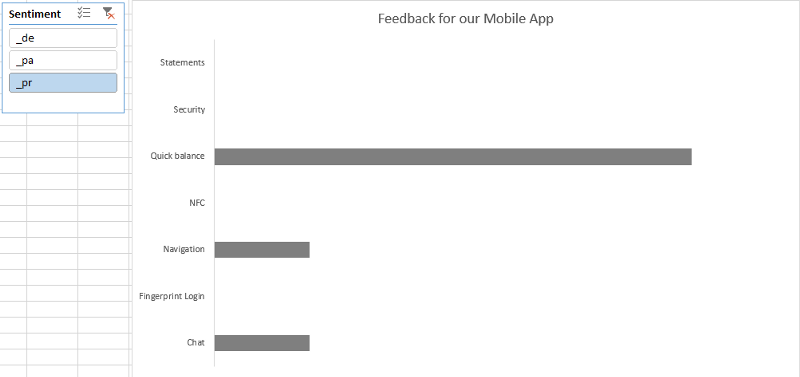 Sentiment
_de
_pa
_pr
Feedback for our Mobile App
Statements
Security
Quick balance
NFC
Navigation
Fingerprint Login
Chat